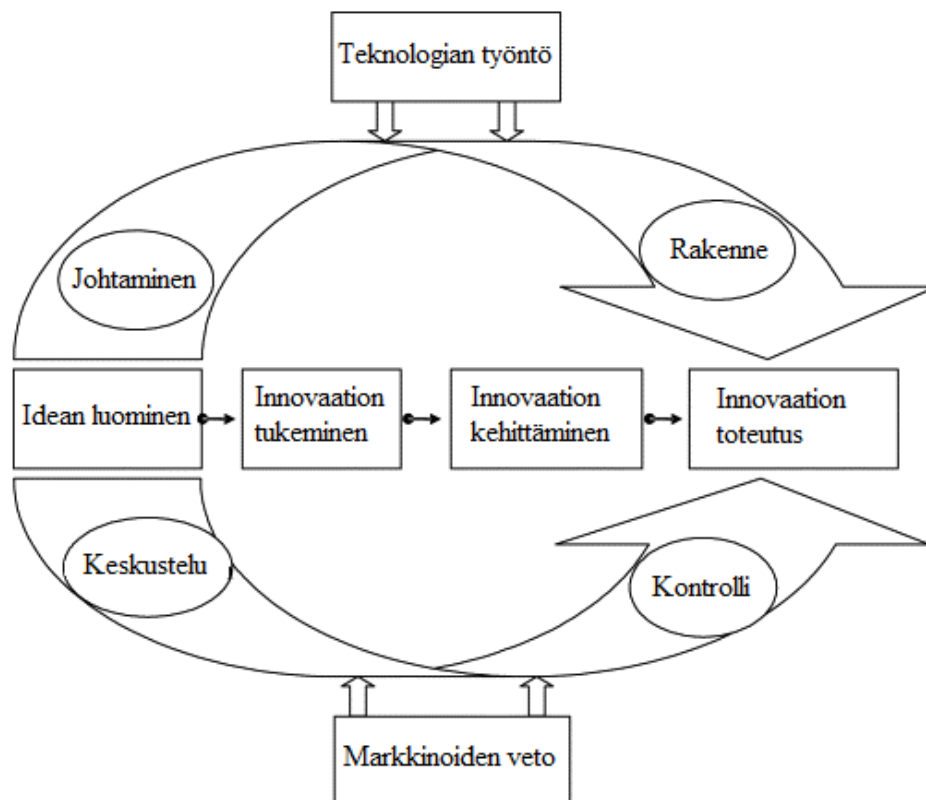 Teknologian työntö
Johtaminen
Rakenne
Idean luominen
Innovaation
tukeminen
Innovaation
kehittäminen
Innovaation
toteutus
Keskustelu
Kontrolli
Markkinoiden veto